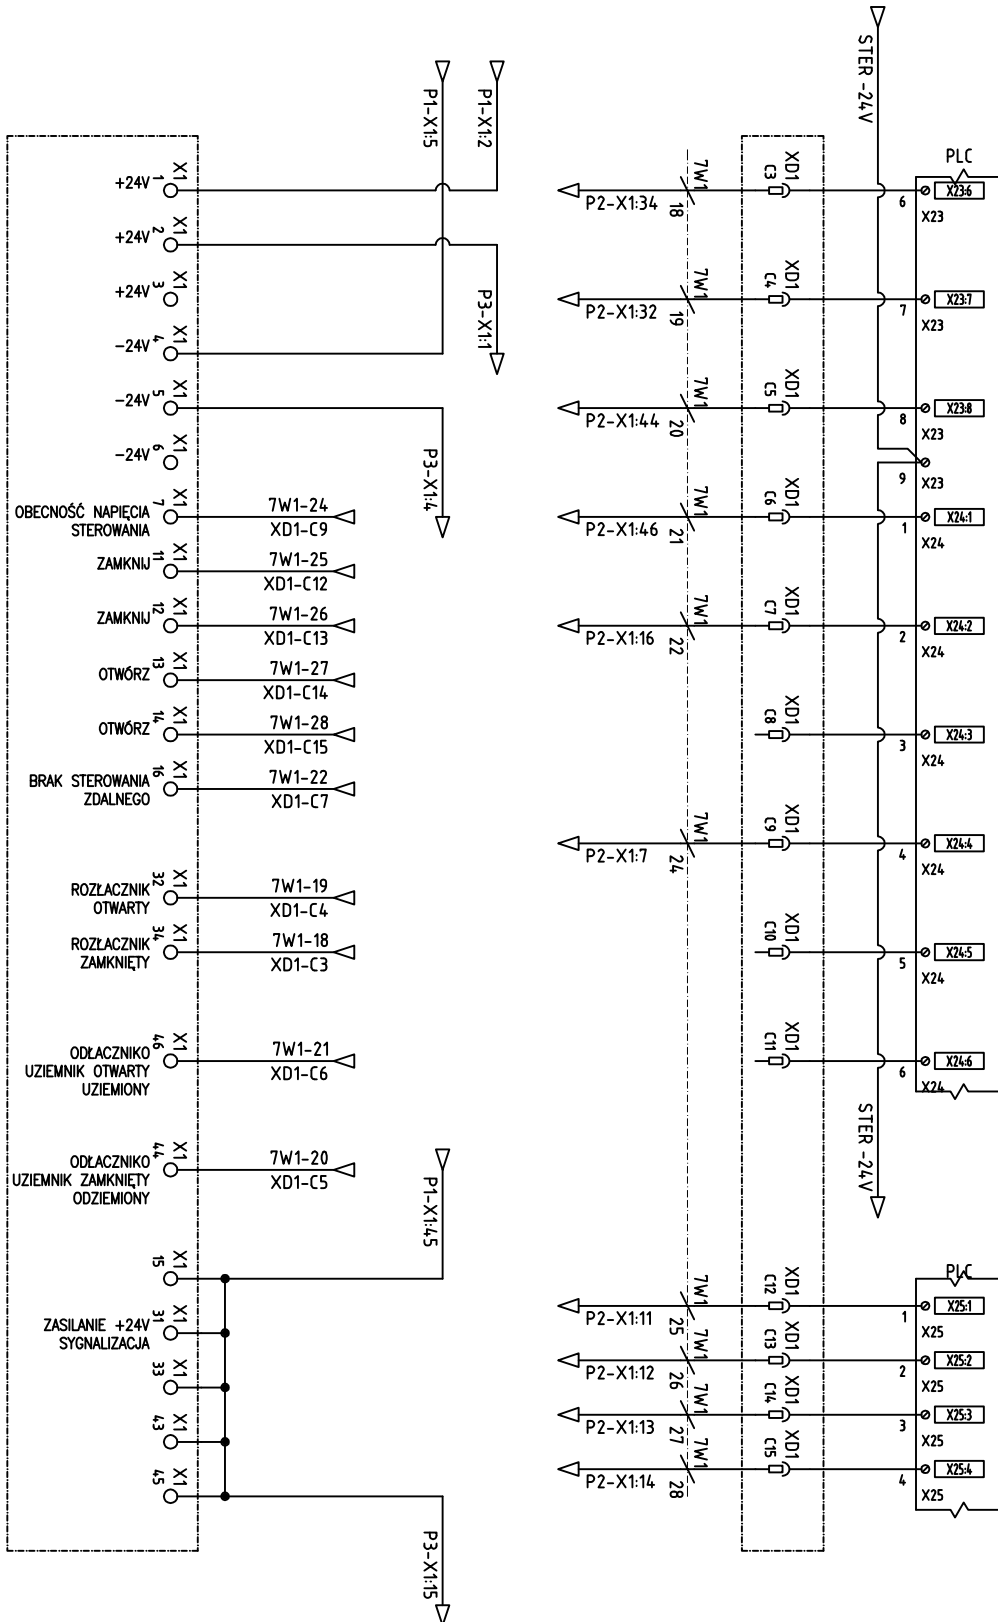 STER -24V
P1-X1:5
P1-X1:2
PLC
+24V
1
X1
+24V
2
X1
+24V
3
X1
-24V
4
X1
-24V
5
X1
-24V
6
X1
P3-X1:1
P3-X1:4
OBECNOŚĆ NAPIĘCIA
STEROWANIA
7
X1
7W1-24
XD1-C9
ZAMKNIJ
11
X1
7W1-25
XD1-C12
ZAMKNIJ
12
X1
7W1-26
XD1-C13
OTWÓRZ
13
X1
7W1-27
XD1-C14
OTWÓRZ
14
X1
7W1-28
XD1-C15
BRAK STEROWANIA
ZDALNEGO
16
X1
7W1-22
XD1-C7
ROZŁACZNIK
OTWARTY
32
X1
7W1-19
XD1-C4
ROZŁACZNIK
ZAMKNIĘTY
34
X1
7W1-18
XD1-C3
ODŁACZNIKO
UZIEMNIK OTWARTY
UZIEMIONY
46
X1
7W1-21
XD1-C6
ODŁACZNIKO
UZIEMNIK ZAMKNIĘTY
ODZIEMIONY
44
X1
7W1-20
XD1-C5
P1-X1:45
15
X1
ZASILANIE +24V
SYGNALIZACJA
31
X1
33
X1
43
X1
45
X1
P3-X1:15
P2-X1:34
7W1
18
C3
XD1
6
X23:6
X23
P2-X1:32
7W1
19
C4
XD1
7
X23:7
X23
P2-X1:44
7W1
20
C5
XD1
8
X23:8
X23
9
X23
P2-X1:46
7W1
21
C6
XD1
1
X24:1
X24
P2-X1:16
7W1
22
C7
XD1
2
X24:2
X24
C8
XD1
3
X24:3
X24
P2-X1:7
7W1
24
C9
XD1
4
X24:4
X24
C10
XD1
5
X24:5
X24
C11
XD1
6
X24:6
X24
STER -24V
PLC
P2-X1:11
7W1
25
C12
XD1
1
X25:1
X25
P2-X1:12
7W1
26
C13
XD1
2
X25:2
X25
P2-X1:13
7W1
27
C14
XD1
3
X25:3
X25
P2-X1:14
7W1
28
C15
XD1
4
X25:4
X25